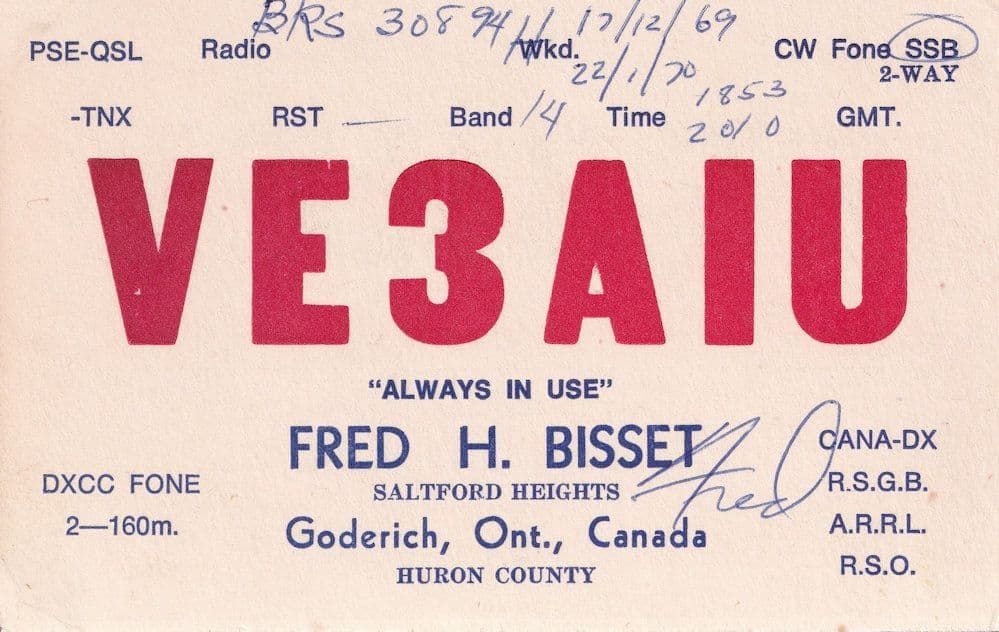 BRS 30894 17/12/69
PSE-QSL Radio Wkd. CW Fone SSB
22/1/70 2-WAY
1853
-TNX RST — Band 14 Time 2010 GMT.
VE3AIU
“ALWAYS IN USE”
FRED H. BISSET
SALTFORD HEIGHTS
Goderich, Ont., Canada
HURON COUNTY
Fred
DXCC FONE
2—160m.
CANA-DX
R.S.G.B.
A.R.R.L.
R.S.O.